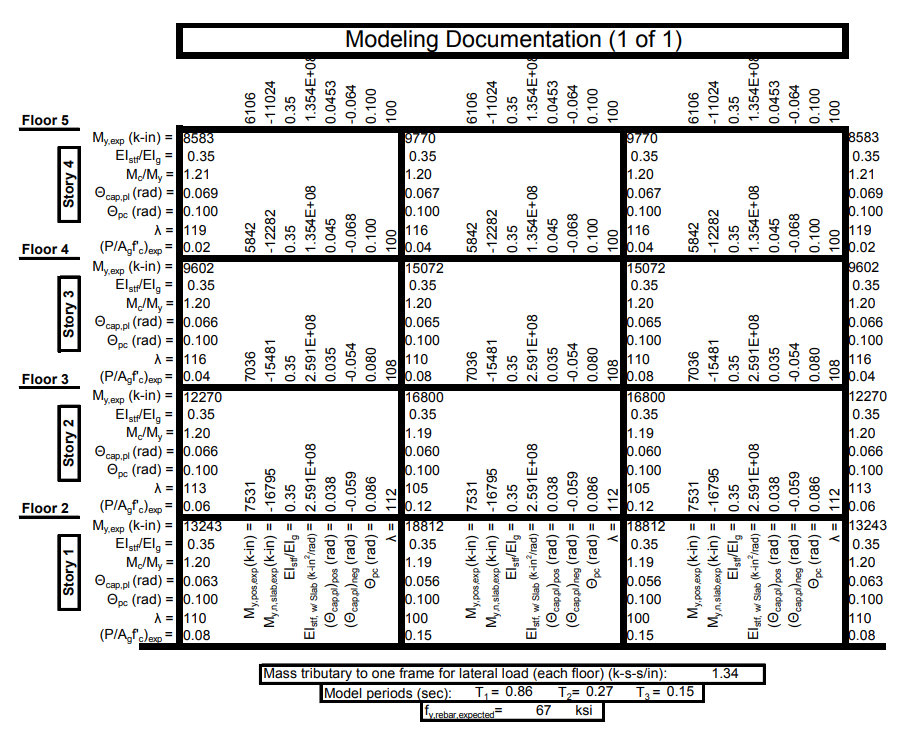 Modeling Documentation (1 of 1)
6106 -11024 0.35 1.354E+08 0.0453 -0.064 0.100 100
6106 -11024 0.35 1.354E+08 0.0453 -0.064 0.100 100
6106 -11024 0.35 1.354E+08 0.0453 -0.064 0.100 100
Floor 5
Story 4
My,exp (k-in) = 8583 9770 9770 8583
EIstf/EIg = 0.35 0.35 0.35 0.35
Mc/My = 1.21 1.20 1.20 1.21
Θcap,pl (rad) = 0.069 0.067 0.067 0.069
Θpc (rad) = 0.100 0.100 0.100 0.100
λ = 119 116 116 119
(P/Agf'c)exp = 0.02 0.04 0.04 0.02
5842 -12282 0.35 1.354E+08 0.045 -0.068 0.100 100
5842 -12282 0.35 1.354E+08 0.045 -0.068 0.100 100
5842 -12282 0.35 1.354E+08 0.045 -0.068 0.100 100
Floor 4
Story 3
My,exp (k-in) = 9602 15072 15072 9602
EIstf/EIg = 0.35 0.35 0.35 0.35
Mc/My = 1.20 1.20 1.20 1.20
Θcap,pl (rad) = 0.066 0.065 0.065 0.066
Θpc (rad) = 0.100 0.100 0.100 0.100
λ = 116 110 110 116
(P/Agf'c)exp = 0.04 0.08 0.08 0.04
7036 -15481 0.35 2.591E+08 0.035 -0.054 0.080 108
7036 -15481 0.35 2.591E+08 0.035 -0.054 0.080 108
7036 -15481 0.35 2.591E+08 0.035 -0.054 0.080 108
Floor 3
Story 2
My,exp (k-in) = 12270 16800 16800 12270
EIstf/EIg = 0.35 0.35 0.35 0.35
Mc/My = 1.20 1.19 1.19 1.20
Θcap,pl (rad) = 0.066 0.060 0.060 0.066
Θpc (rad) = 0.100 0.100 0.100 0.100
λ = 113 105 105 113
(P/Agf'c)exp = 0.06 0.12 0.12 0.06
7531 -16795 0.35 2.591E+08 0.038 -0.059 0.086 112
7531 -16795 0.35 2.591E+08 0.038 -0.059 0.086 112
7531 -16795 0.35 2.591E+08 0.038 -0.059 0.086 112
Floor 2
Story 1
My,exp (k-in) = 13243 18812 18812 13243
EIstf/EIg = 0.35 0.35 0.35 0.35
Mc/My = 1.20 1.19 1.19 1.20
Θcap,pl (rad) = 0.063 0.056 0.056 0.063
Θpc (rad) = 0.100 0.100 0.100 0.100
λ = 110 100 100 110
(P/Agf'c)exp = 0.08 0.15 0.15 0.08
My,pos,exp (k-in) =
My,n,slab,exp (k-in) =
EIstf/EIg =
EIstf, w/ Slab (k-in²/rad) =
(Θcap,pl)pos (rad) =
(Θcap,pl)neg (rad) =
Θpc (rad) =
λ =
My,pos,exp (k-in) =
My,n,slab,exp (k-in) =
EIstf/EIg =
EIstf, w/ Slab (k-in²/rad) =
(Θcap,pl)pos (rad) =
(Θcap,pl)neg (rad) =
Θpc (rad) =
λ =
My,pos,exp (k-in) =
My,n,slab,exp (k-in) =
EIstf/EIg =
EIstf, w/ Slab (k-in²/rad) =
(Θcap,pl)pos (rad) =
(Θcap,pl)neg (rad) =
Θpc (rad) =
λ =
Mass tributary to one frame for lateral load (each floor) (k-s-s/in): 1.34
Model periods (sec): T1 = 0.86 T2= 0.27 T3 = 0.15
fy,rebar,expected= 67 ksi